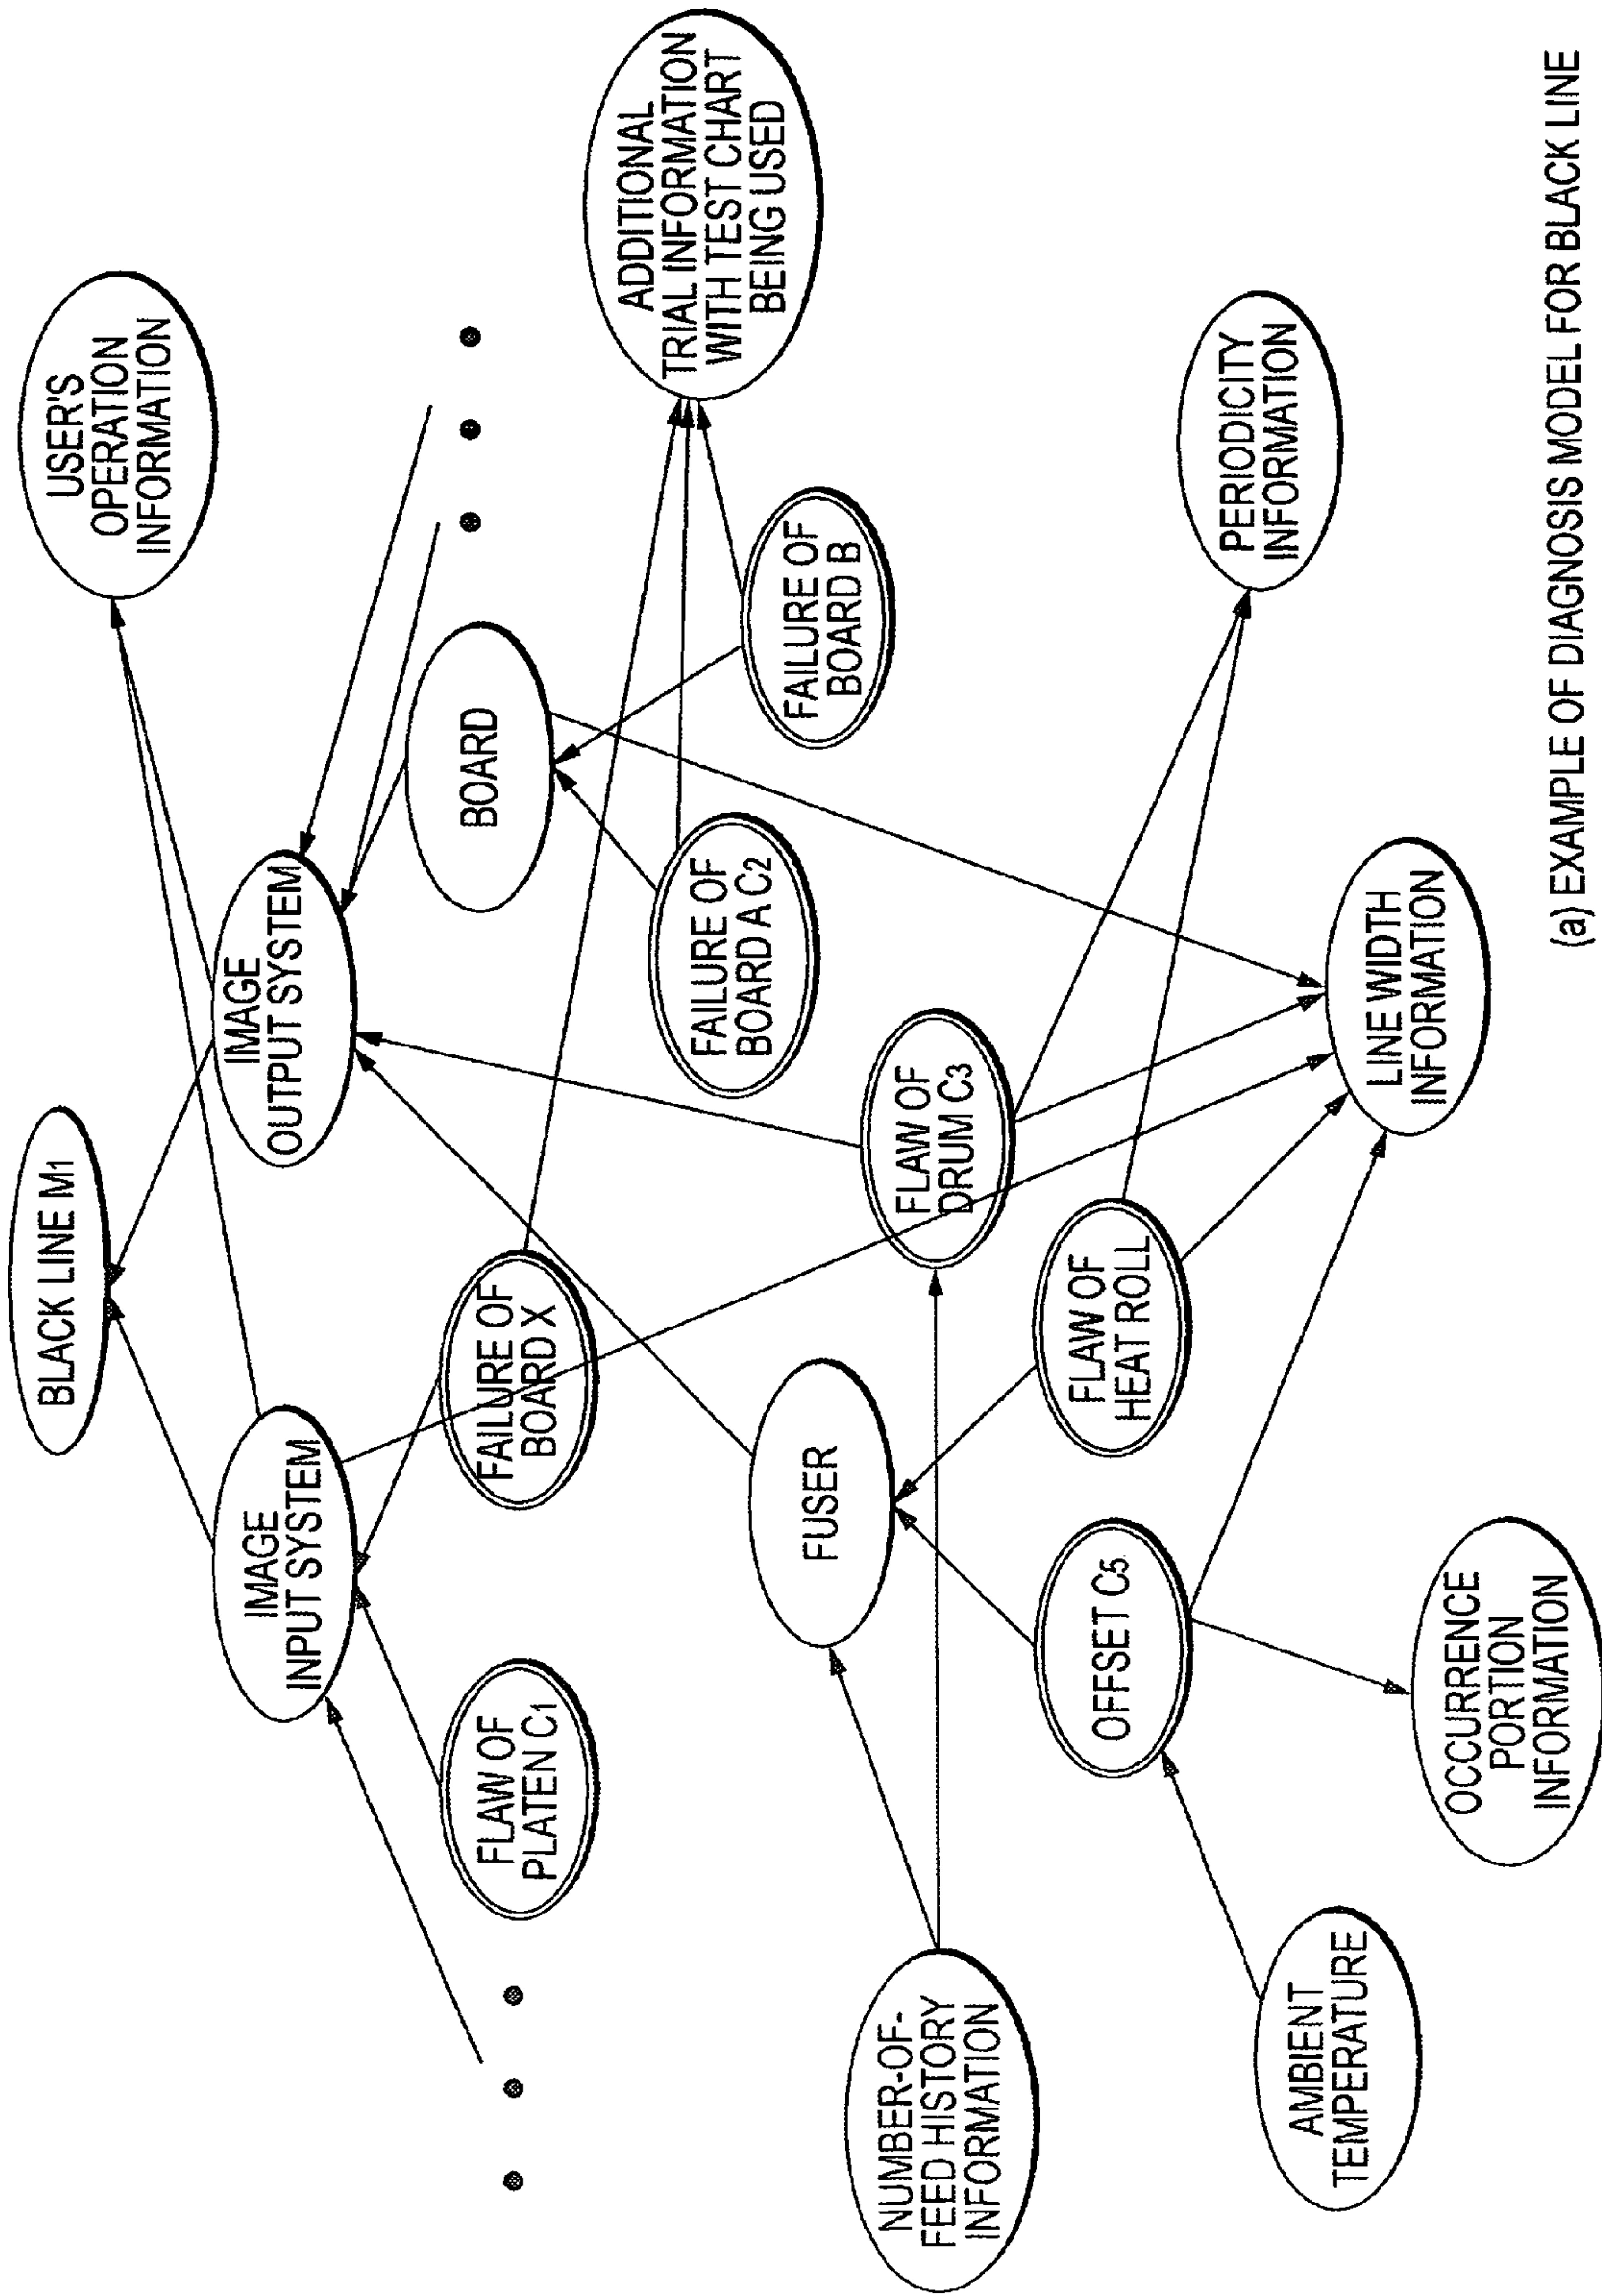 BLACK LINE M1
USER'S
OPERATION
INFORMATION
IMAGE
INPUT SYSTEM
IMAGE
OUTPUT SYSTEM
FLAW OF
PLATEN C1
FAILURE OF
BOARD X
BOARD
ADDITIONAL
TRIAL INFORMATION
WITH TEST CHART
BEING USED
FAILURE OF
BOARD A C2
FAILURE OF
BOARD B
FUSER
NUMBER-OF-
FEED HISTORY
INFORMATION
FLAW OF
DRUM C3
OFFSET C5
FLAW OF
HEAT ROLL
PERIODICITY
INFORMATION
AMBIENT
TEMPERATURE
LINE WIDTH
INFORMATION
OCCURRENCE
PORTION
INFORMATION
(a) EXAMPLE OF DIAGNOSIS MODEL FOR BLACK LINE